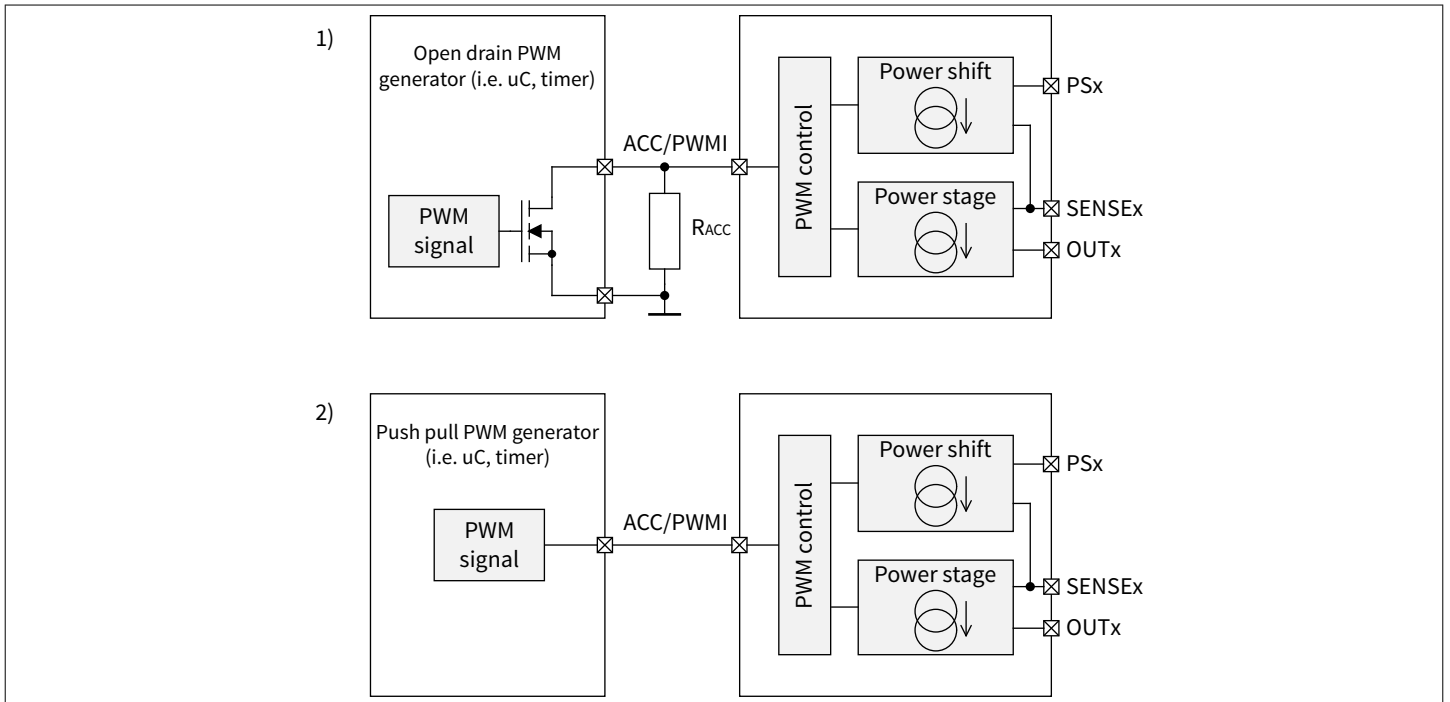 1)
Open drain PWM
generator (i.e. uC, timer)
PWM
signal
ACC/PWMI
RACC
PWM control
Power shift
Power stage
PSx
SENSEx
OUTx
2)
Push pull PWM generator
(i.e. uC, timer)
PWM
signal
ACC/PWMI
PWM control
Power shift
Power stage
PSx
SENSEx
OUTx